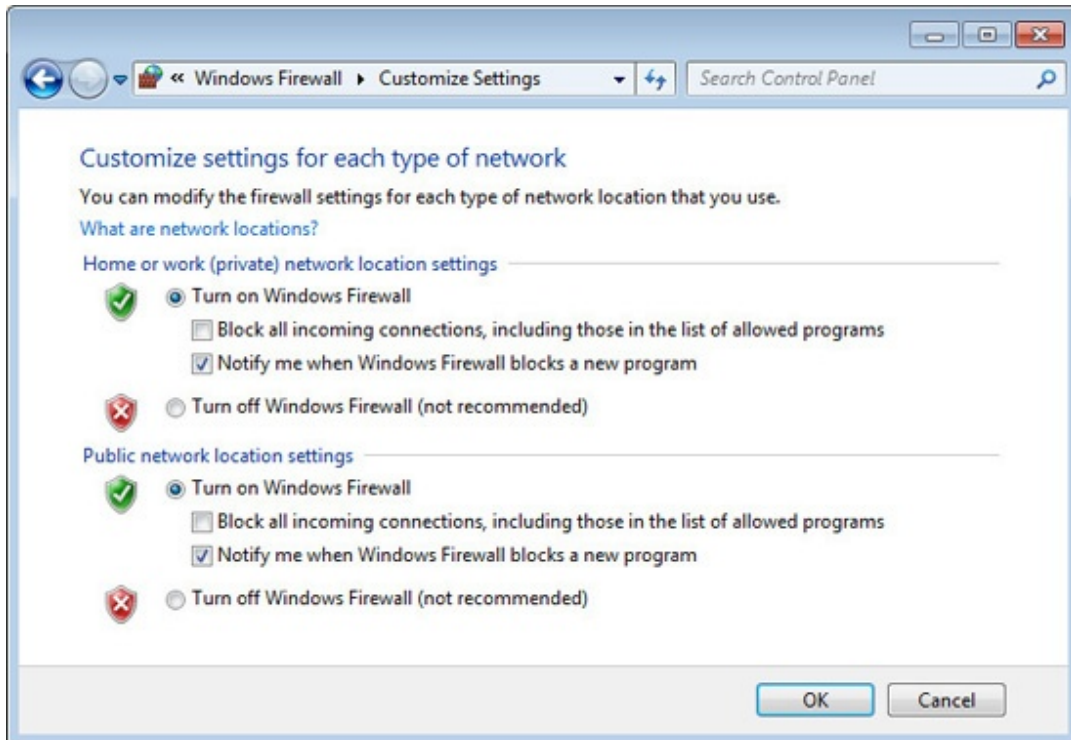 « Windows Firewall ▸ Customize Settings
Search Control Panel
Customize settings for each type of network
You can modify the firewall settings for each type of network location that you use.
What are network locations?
Home or work (private) network location settings
Turn on Windows Firewall
Block all incoming connections, including those in the list of allowed programs
Notify me when Windows Firewall blocks a new program
Turn off Windows Firewall (not recommended)
Public network location settings
Turn on Windows Firewall
Block all incoming connections, including those in the list of allowed programs
Notify me when Windows Firewall blocks a new program
Turn off Windows Firewall (not recommended)
OK
Cancel